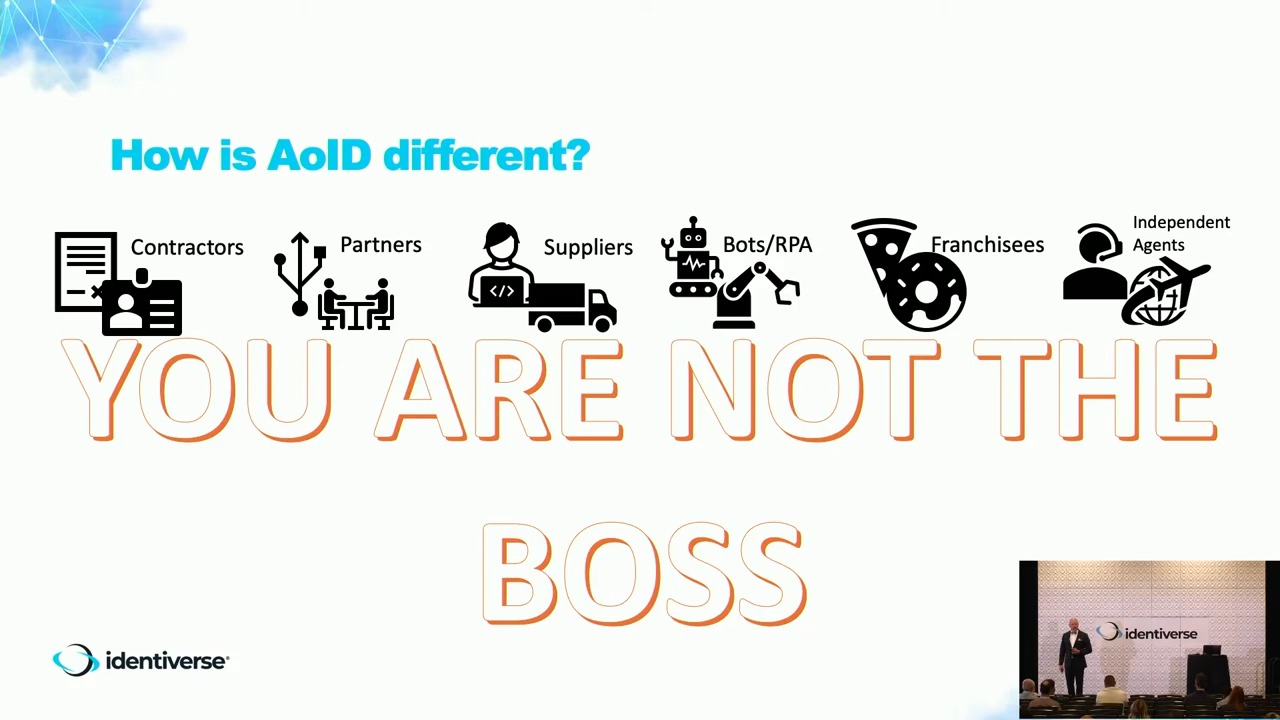 How is AoID different?
Contractors
Partners
Suppliers
Bots/RPA
Franchisees
Independent
Agents
</>
YOU ARE NOT THE
BOSS
identiverse®
identiverse